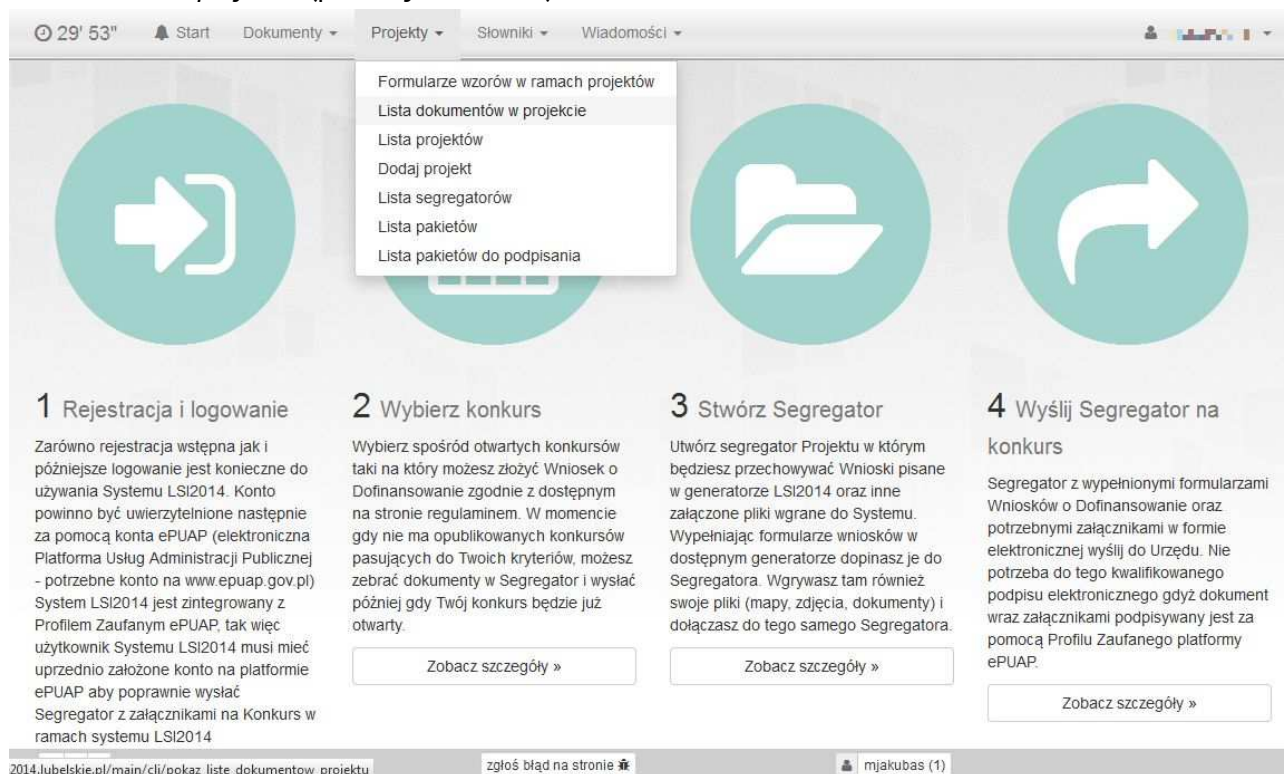 29' 53" Start Dokumenty Projekty Słowniki Wiadomości
Formularze wzorów w ramach projektów
Lista dokumentów w projekcie
Lista projektów
Dodaj projekt
Lista segregatorów
Lista pakietów
Lista pakietów do podpisania
1 Rejestracja i logowanie
Zarówno rejestracja wstępna jak i
późniejsze logowanie jest konieczne do
używania Systemu LSI2014. Konto
powinno być uwierzytelnione następnie
za pomocą konta ePUAP (elektroniczna
Platforma Usług Administracji Publicznej
- potrzebne konto na www.epuap.gov.pl)
System LSI2014 jest zintegrowany z
Profilem Zaufanym ePUAP, tak więc
użytkownik Systemu LSI2014 musi mieć
uprzednio założone konto na platformie
ePUAP aby poprawnie wysłać
Segregator z załącznikami na Konkurs w
ramach systemu LSI2014
2 Wybierz konkurs
Wybierz spośród otwartych konkursów
taki na który możesz złożyć Wniosek o
Dofinansowanie zgodnie z dostępnym
na stronie regulaminem. W momencie
gdy nie ma opublikowanych konkursów
pasujących do Twoich kryteriów, możesz
zebrać dokumenty w Segregator i wysłać
później gdy Twój konkurs będzie już
otwarty.
Zobacz szczegóły »
3 Stwórz Segregator
Utwórz segregator Projektu w którym
będziesz przechowywać Wnioski pisane
w generatorze LSI2014 oraz inne
załączone pliki wgrane do Systemu.
Wypełniając formularze wniosków w
dostępnym generatorze dopinasz je do
Segregatora. Wgrywasz tam również
swoje pliki (mapy, zdjęcia, dokumenty) i
dołączasz do tego samego Segregatora.
Zobacz szczegóły »
4 Wyślij Segregator na
konkurs
Segregator z wypełnionymi formularzami
Wniosków o Dofinansowanie oraz
potrzebnymi załącznikami w formie
elektronicznej wyślij do Urzędu. Nie
potrzeba do tego kwalifikowanego
podpisu elektronicznego gdyż dokument
wraz załącznikami podpisywany jest za
pomocą Profilu Zaufanego platformy
ePUAP.
Zobacz szczegóły »
2014.lubelskie.pl/main/cli/pokaz_liste_dokumentow_projektu zgłoś błąd na stronie mjakubas (1)